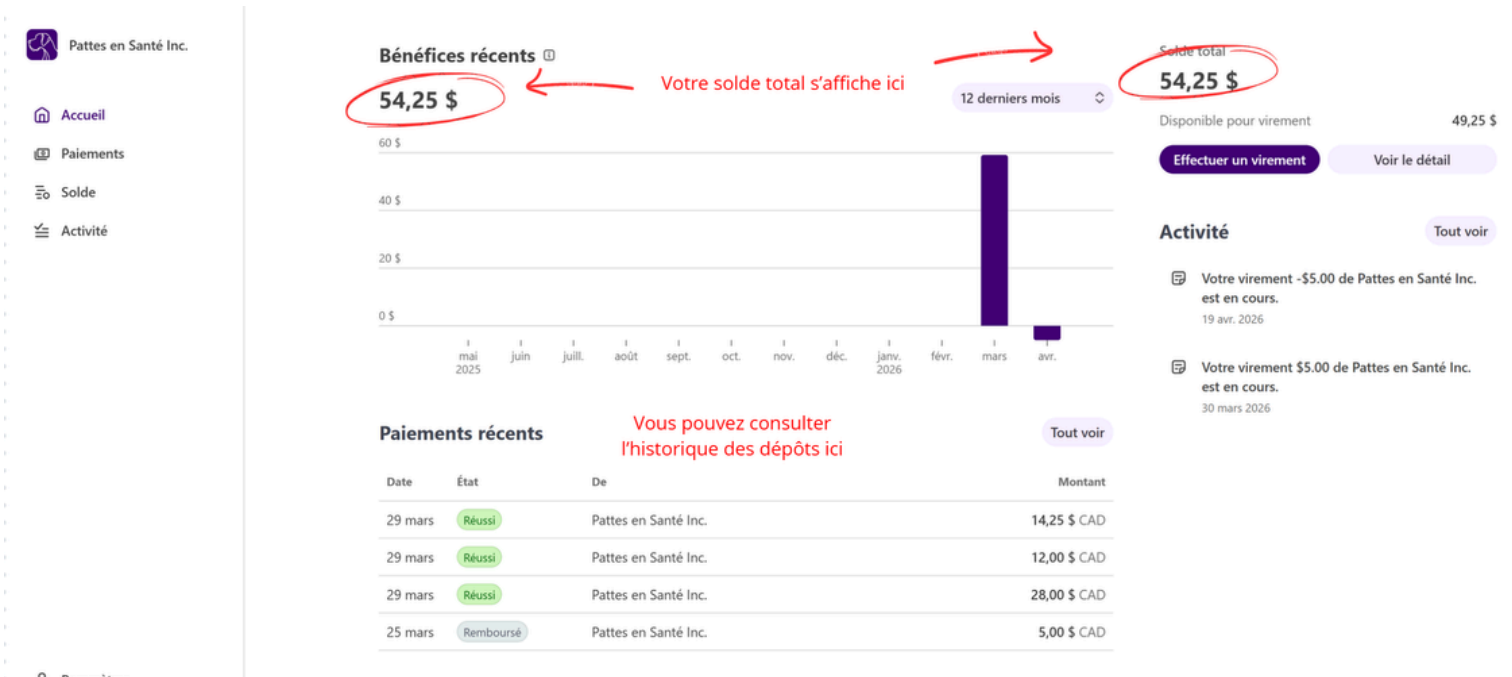 Pattes en Santé Inc.
Accueil
Paiements
Solde
Activité
Bénéfices récents
54,25 $
Votre solde total s'affiche ici
12 derniers mois
60 $
40 $
20 $
0 $
mai
2025
juin
juill.
août
sept.
oct.
nov.
déc.
janv.
2026
févr.
mars
avr.
Paiements récents
Vous pouvez consulter
l'historique des dépôts ici
Tout voir
Date État De Montant
29 mars Réussi Pattes en Santé Inc. 14,25 $ CAD
29 mars Réussi Pattes en Santé Inc. 12,00 $ CAD
29 mars Réussi Pattes en Santé Inc. 28,00 $ CAD
25 mars Remboursé Pattes en Santé Inc. 5,00 $ CAD
Solde total
54,25 $
Disponible pour virement 49,25 $
Effectuer un virement Voir le détail
Activité Tout voir
Votre virement -$5.00 de Pattes en Santé Inc.
est en cours.
19 avr. 2026
Votre virement $5.00 de Pattes en Santé Inc.
est en cours.
30 mars 2026